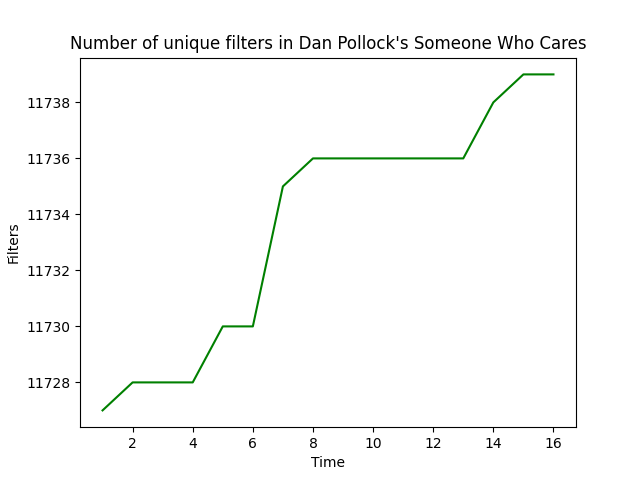 Number of unique filters in Dan Pollock's Someone Who Cares
11738
11736
11734
11732
11730
11728
Filters
2 4 6 8 10 12 14 16
Time